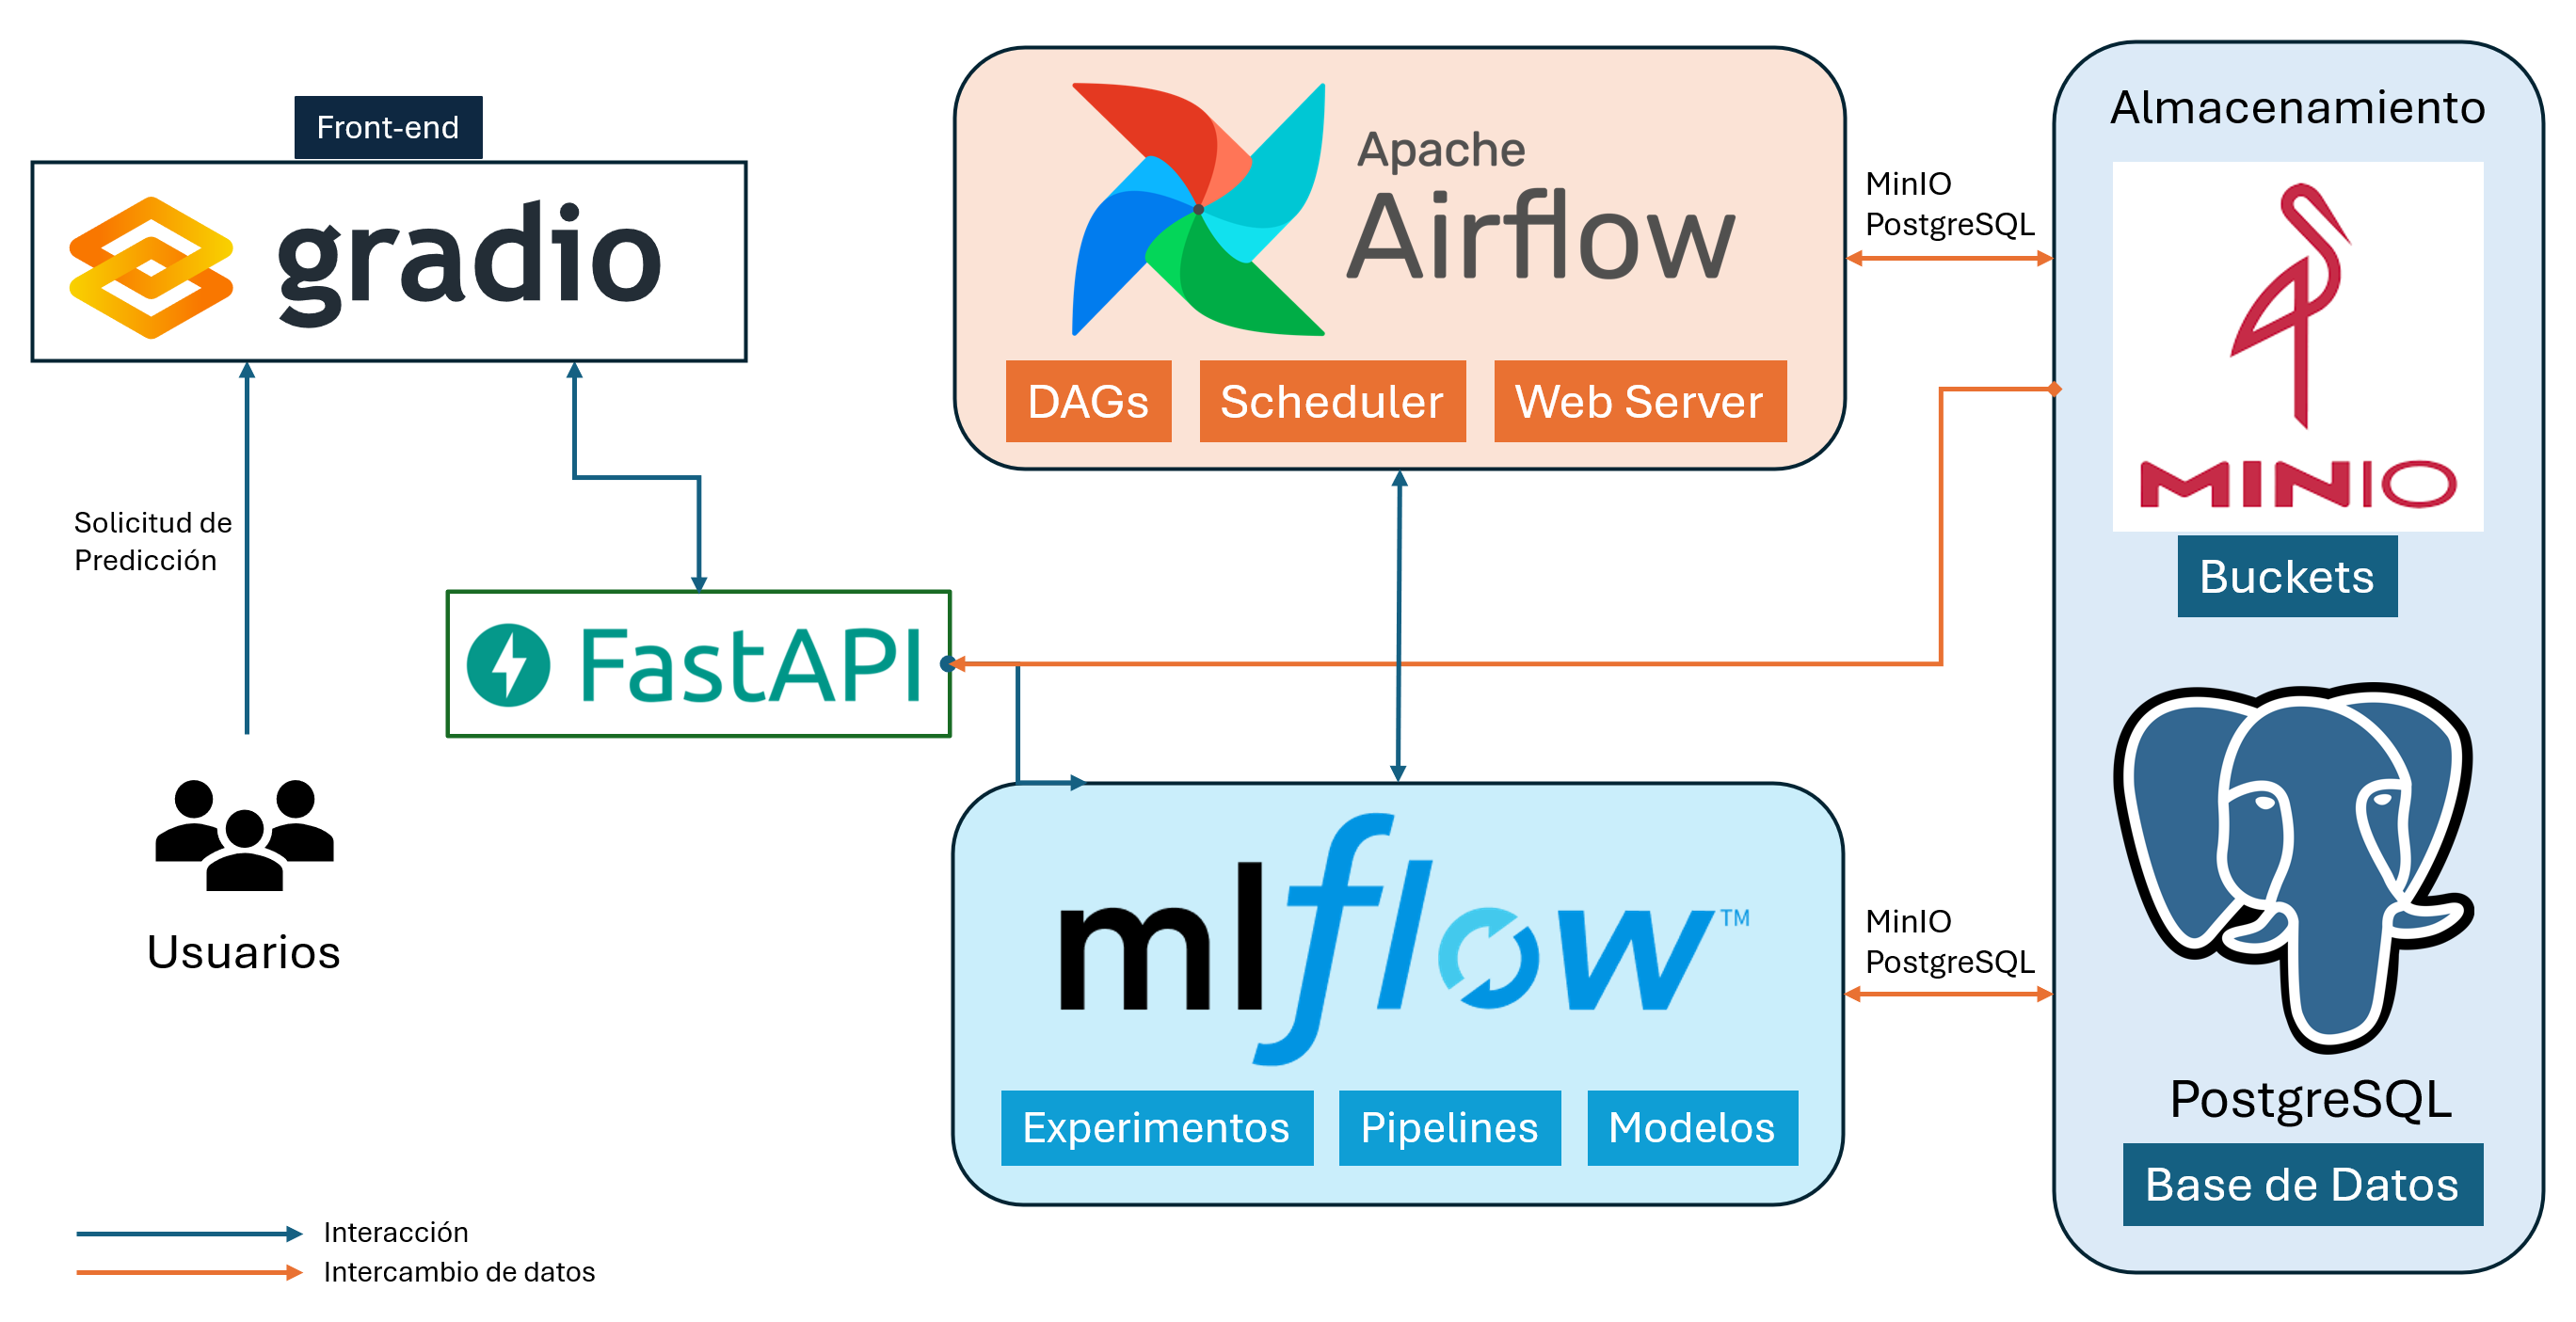 Front-end
gradio
Solicitud de
Predicción
Usuarios
FastAPI
Apache
Airflow
DAGs
Scheduler
Web Server
MinIO
PostgreSQL
mlflow™
Experimentos
Pipelines
Modelos
MinIO
PostgreSQL
Almacenamiento
MINIO
Buckets
PostgreSQL
Base de Datos
Interacción
Intercambio de datos